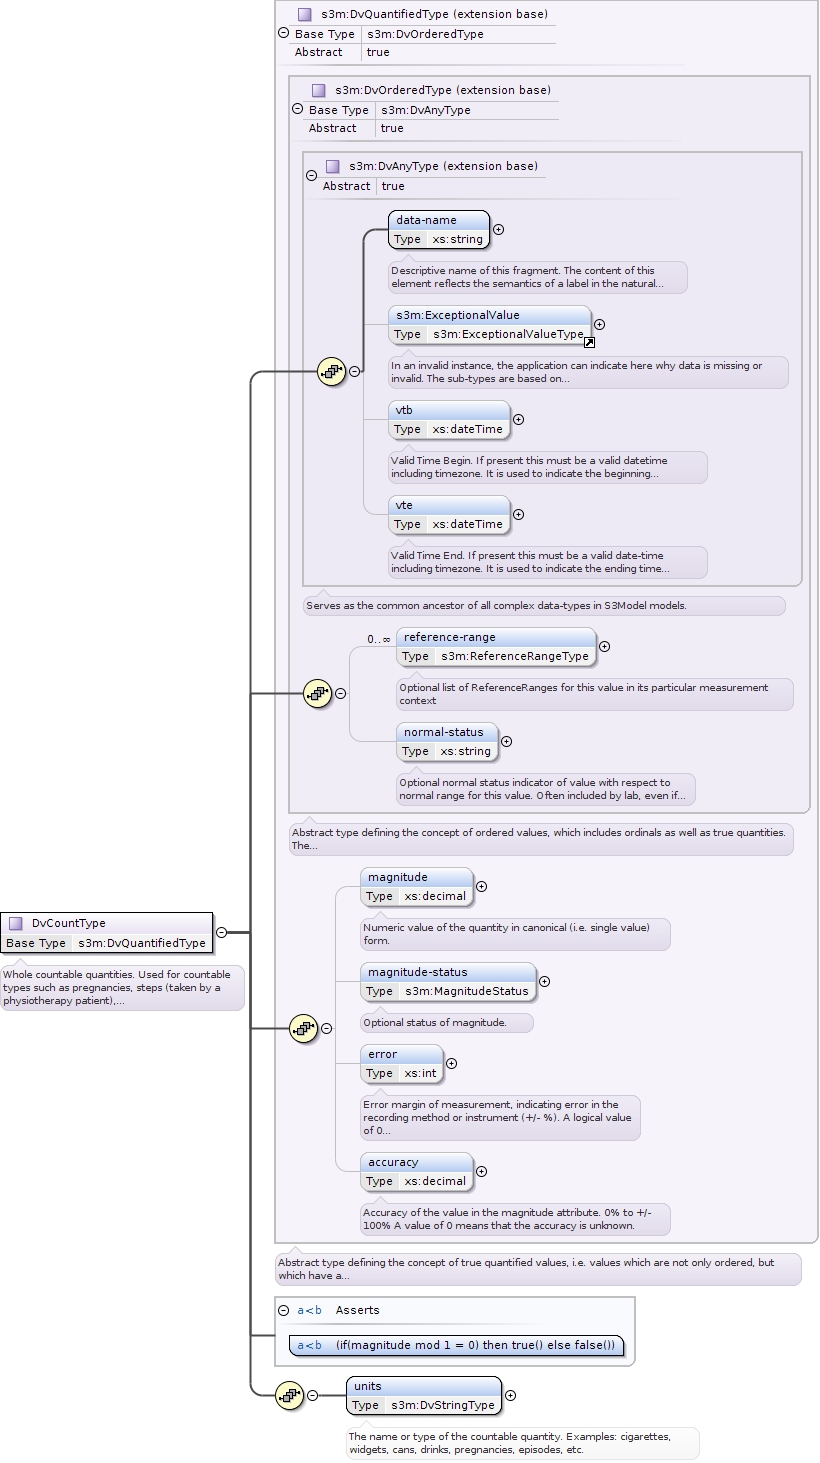 s3m:DvQuantifiedType (extension base)
Base Type s3m:DvOrderedType
Abstract true
s3m:DvOrderedType (extension base)
Base Type s3m:DvAnyType
Abstract true
s3m:DvAnyType (extension base)
Abstract true
data-name
Type xs:string
Descriptive name of this fragment. The content of this
element reflects the semantics of a label in the natural...
s3m:ExceptionalValue
Type s3m:ExceptionalValueType
In an invalid instance, the application can indicate here why data is missing or
invalid. The sub-types are based on...
vtb
Type xs:dateTime
Valid Time Begin. If present this must be a valid datetime
including timezone. It is used to indicate the beginning...
vte
Type xs:dateTime
Valid Time End. If present this must be a valid date-time
including timezone. It is used to indicate the ending time...
Serves as the common ancestor of all complex data-types in S3Model models.
0..∞
reference-range
Type s3m:ReferenceRangeType
Optional list of ReferenceRanges for this value in its particular measurement
context
normal-status
Type xs:string
Optional normal status indicator of value with respect to
normal range for this value. Often included by lab, even if...
Abstract type defining the concept of ordered values, which includes ordinals as well as true quantities.
The...
magnitude
Type xs:decimal
Numeric value of the quantity in canonical (i.e. single value)
form.
DvCountType
Base Type s3m:DvQuantifiedType
Whole countable quantities. Used for countable
types such as pregnancies, steps (taken by a
physiotherapy patient),...
magnitude-status
Type s3m:MagnitudeStatus
Optional status of magnitude.
error
Type xs:int
Error margin of measurement, indicating error in the
recording method or instrument (+/- %). A logical value
of 0...
accuracy
Type xs:decimal
Accuracy of the value in the magnitude attribute. 0% to +/-
100% A value of 0 means that the accuracy is unknown.
Abstract type defining the concept of true quantified values, i.e. values which are not only ordered, but
which have a...
a<b Asserts
a<b (if(magnitude mod 1 = 0) then true() else false())
units
Type s3m:DvStringType
The name or type of the countable quantity. Examples: cigarettes,
widgets, cans, drinks, pregnancies, episodes, etc.